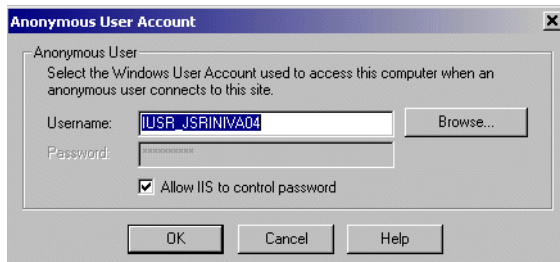 Anonymous User Account
Anonymous User
Select the Windows User Account used to access this computer when an
anonymous user connects to this site.
Username: IUSR_JSRINIVA04 Browse...
Password: **********
Allow IIS to control password
OK Cancel Help